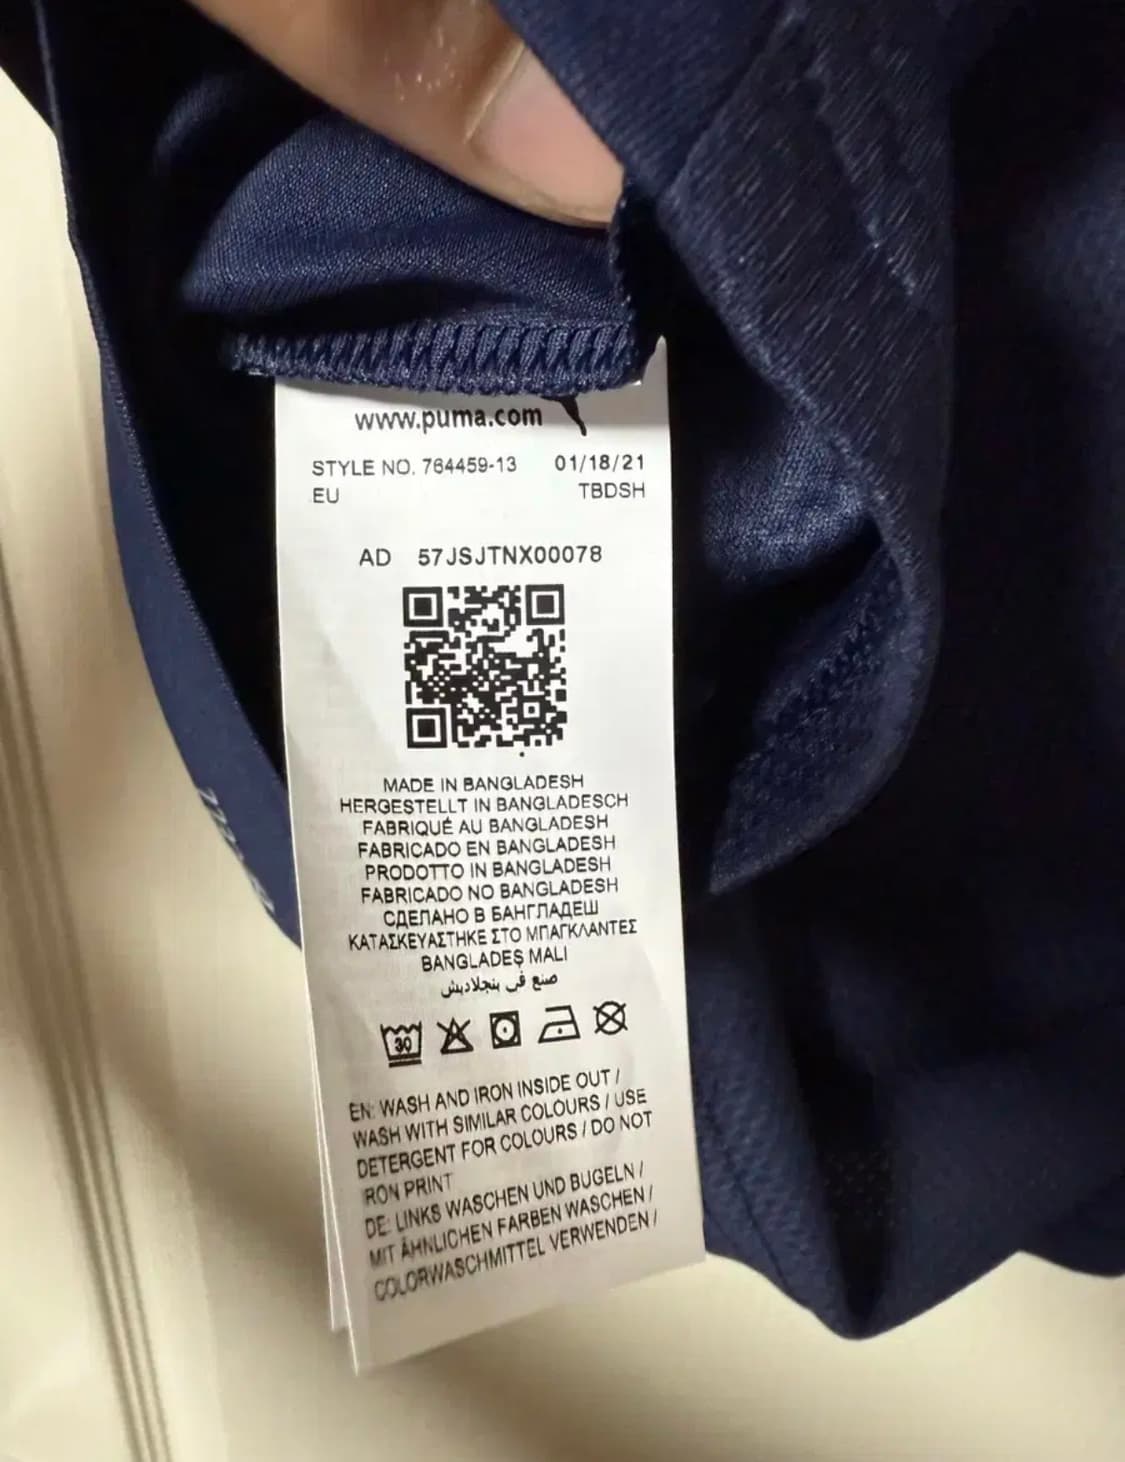 www.puma.com
STYLE NO. 764459-13 01/18/21
EU TBDSH
AD 57JSJTNX00078
MADE IN BANGLADESH
HERGESTELLT IN BANGLADESCH
FABRIQUÉ AU BANGLADESH
FABRICADO EN BANGLADESH
PRODOTTO IN BANGLADESH
FABRICADO NO BANGLADESH
СДЕЛАНО В БАНГЛАДЕШ
ΚΑΤΑΣΚΕΥΑΣΤΗΚΕ ΣΤΟ ΜΠΑΓΚΛΑΝΤΕΣ
BANGLADEŞ MALI
صنع في بنجلاديش
30
EN: WASH AND IRON INSIDE OUT /
WASH WITH SIMILAR COLOURS / USE
DETERGENT FOR COLOURS / DO NOT
IRON PRINT
DE: LINKS WASCHEN UND BUGELN /
MIT ÄHNLICHEN FARBEN WASCHEN /
COLORWASCHMITTEL VERWENDEN /